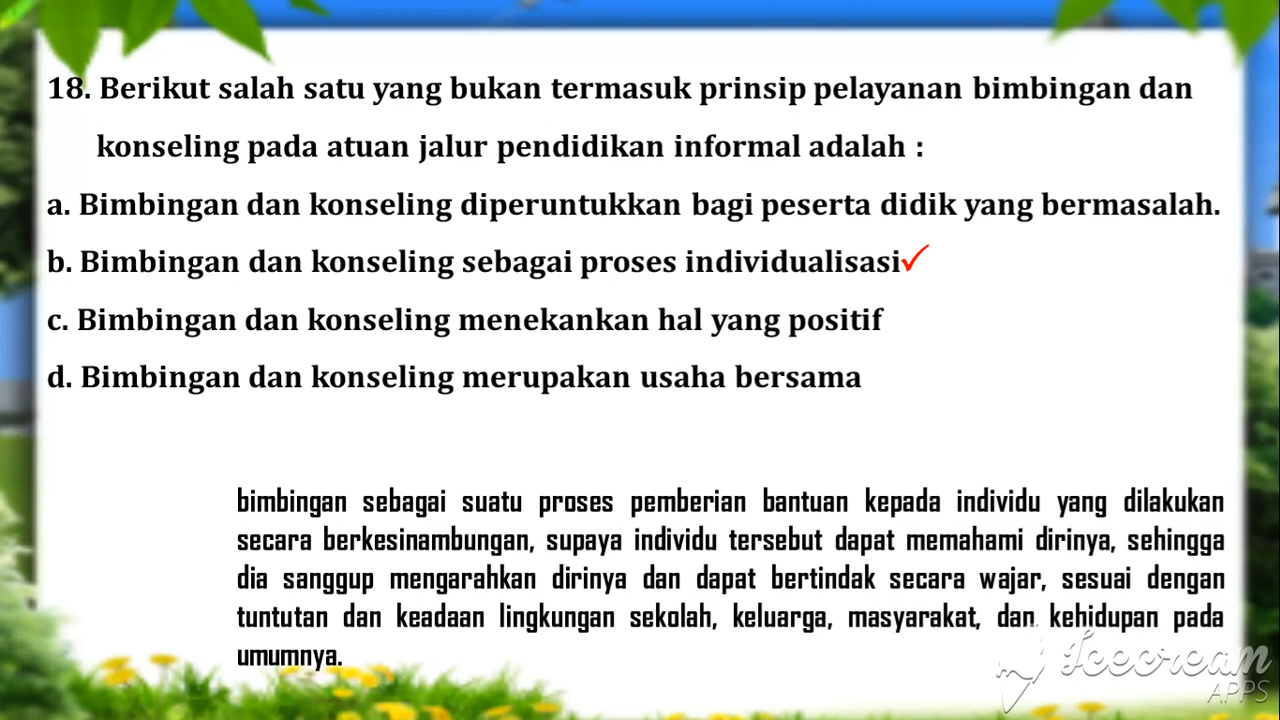 18. Berikut salah satu yang bukan termasuk prinsip pelayanan bimbingan dan
konseling pada atuan jalur pendidikan informal adalah :
a. Bimbingan dan konseling diperuntukkan bagi peserta didik yang bermasalah.
b. Bimbingan dan konseling sebagai proses individualisasi✓
c. Bimbingan dan konseling menekankan hal yang positif
d. Bimbingan dan konseling merupakan usaha bersama
bimbingan sebagai suatu proses pemberian bantuan kepada individu yang dilakukan
secara berkesinambungan, supaya individu tersebut dapat memahami dirinya, sehingga
dia sanggup mengarahkan dirinya dan dapat bertindak secara wajar, sesuai dengan
tuntutan dan keadaan lingkungan sekolah, keluarga, masyarakat, dan kehidupan pada
umumnya.
Icecream
APPS